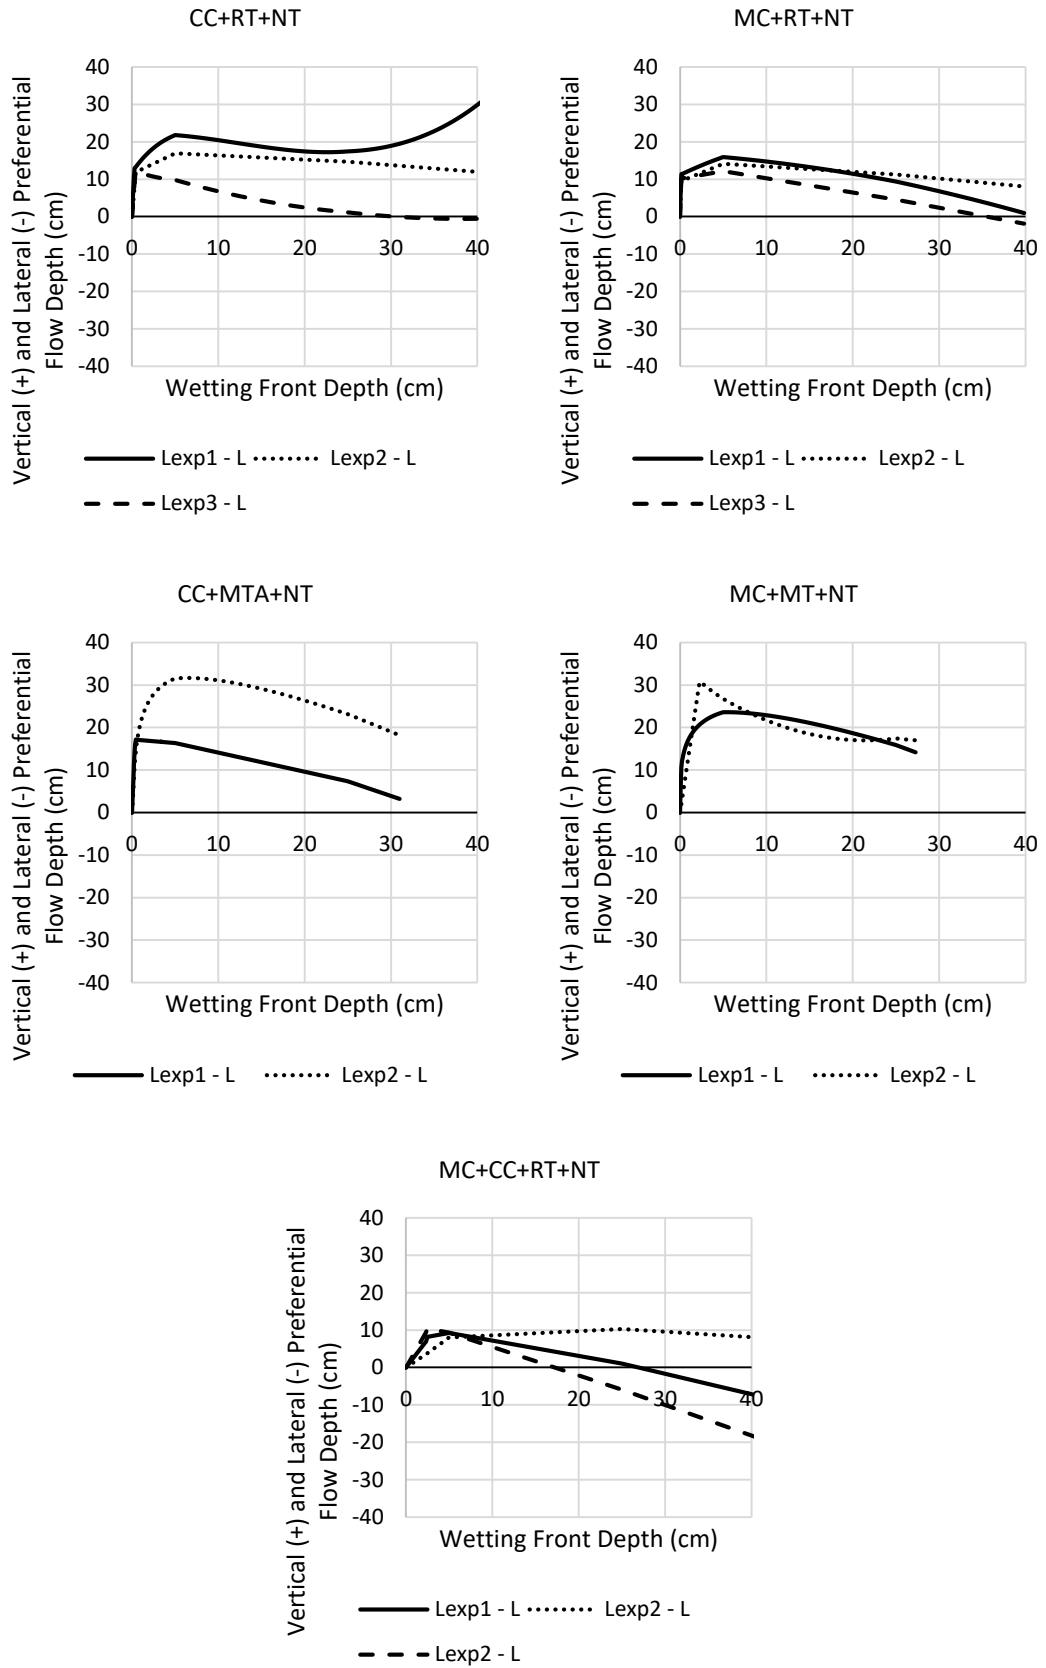 CC+RT+NT
Vertical (+) and Lateral (-) Preferential
Flow Depth (cm)
40
30
20
10
0
-10
-20
-30
-40
0
10
20
30
40
Wetting Front Depth (cm)
Lexp1 - L
Lexp2 - L
Lexp3 - L
MC+RT+NT
Vertical (+) and Lateral (-) Preferential
Flow Depth (cm)
40
30
20
10
0
-10
-20
-30
-40
0
10
20
30
40
Wetting Front Depth (cm)
Lexp1 - L
Lexp2 - L
Lexp3 - L
CC+MTA+NT
Vertical (+) and Lateral (-) Preferential
Flow Depth (cm)
40
30
20
10
0
-10
-20
-30
-40
0
10
20
30
40
Wetting Front Depth (cm)
Lexp1 - L
Lexp2 - L
MC+MT+NT
Vertical (+) and Lateral (-) Preferential
Flow Depth (cm)
40
30
20
10
0
-10
-20
-30
-40
0
10
20
30
40
Wetting Front Depth (cm)
Lexp1 - L
Lexp2 - L
MC+CC+RT+NT
Vertical (+) and Lateral (-) Preferential
Flow Depth (cm)
40
30
20
10
0
-10
-20
-30
-40
0
10
20
30
40
Wetting Front Depth (cm)
Lexp1 - L
Lexp2 - L
Lexp2 - L